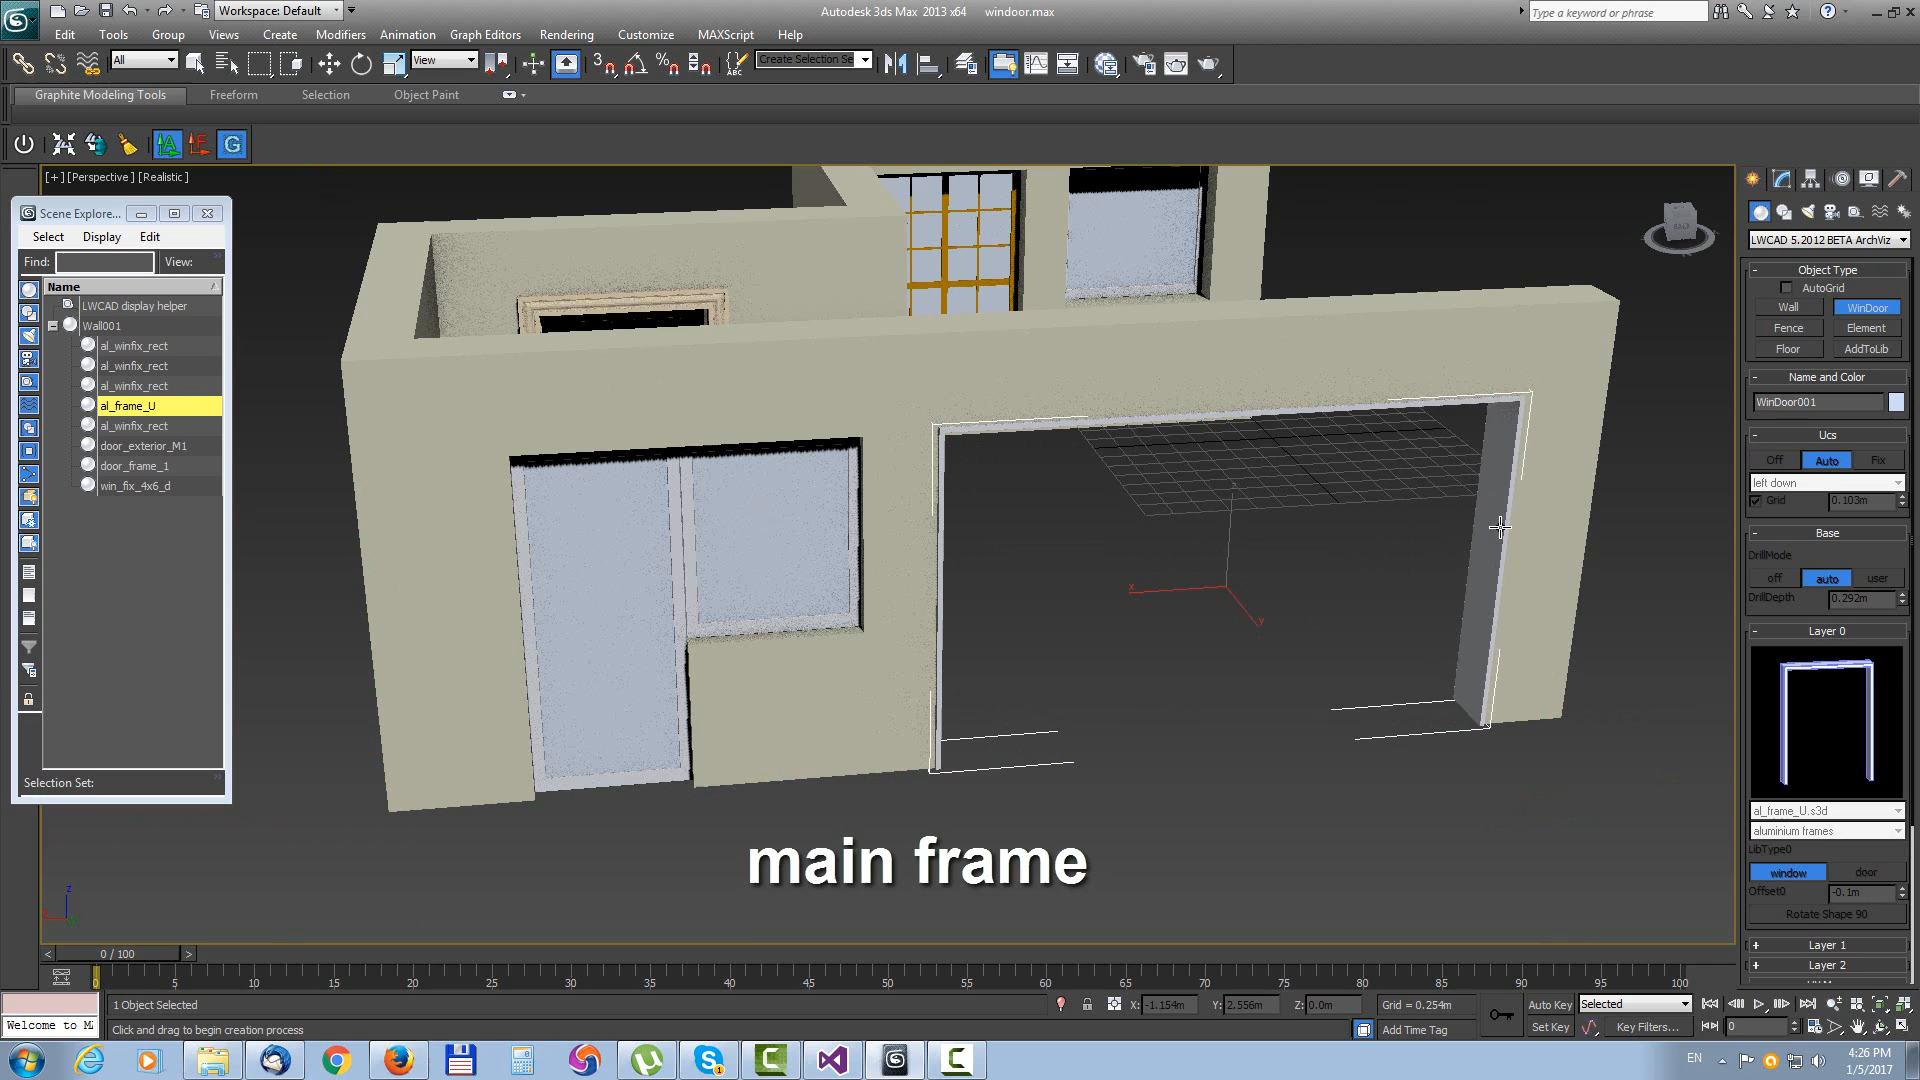 Workspace: Default
Autodesk 3ds Max 2013 x64 windoor.max
Type a keyword or phrase
Edit Tools Group Views Create Modifiers Animation Graph Editors Rendering Customize MAXScript Help
All
View
Create Selection Se
Graphite Modeling Tools Freeform Selection Object Paint
[+] [Perspective] [Realistic]
Scene Explore...
Select Display Edit
Find: View:
Name
LWCAD display helper
Wall001
al_winfix_rect
al_winfix_rect
al_winfix_rect
al_frame_U
al_winfix_rect
door_exterior_M1
door_frame_1
win_fix_4x6_d
Selection Set:
main frame
LWCAD 5.2012 BETA ArchViz
Object Type
AutoGrid
Wall WinDoor
Fence Element
Floor AddToLib
Name and Color
WinDoor001
Ucs
Off Auto Fix
left down
Grid 0.103m
Base
DrillMode
off auto user
DrillDepth 0.292m
Layer 0
al_frame_U.s3d
aluminium frames
LibType0
window door
Offset0 -0.1m
Rotate Shape 90
Layer 1
Layer 2
0 / 100
0 5 10 15 20 25 30 35 40 45 50 55 60 65 70 75 80 85 90 95 100
1 Object Selected
X: -1.154m Y: 2.556m Z: 0.0m Grid = 0.254m
Auto Key Selected
Welcome to M
Click and drag to begin creation process
Add Time Tag
Set Key Key Filters... 0
EN
4:26 PM
1/5/2017